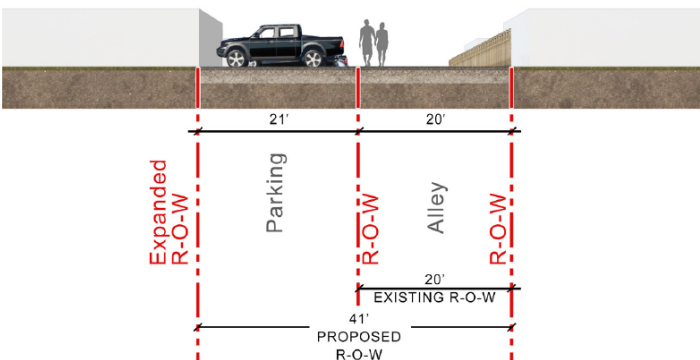 21' 20'
Expanded
R-O-W
Parking
R-O-W
Alley
R-O-W
20'
EXISTING R-O-W
41'
PROPOSED
R-O-W